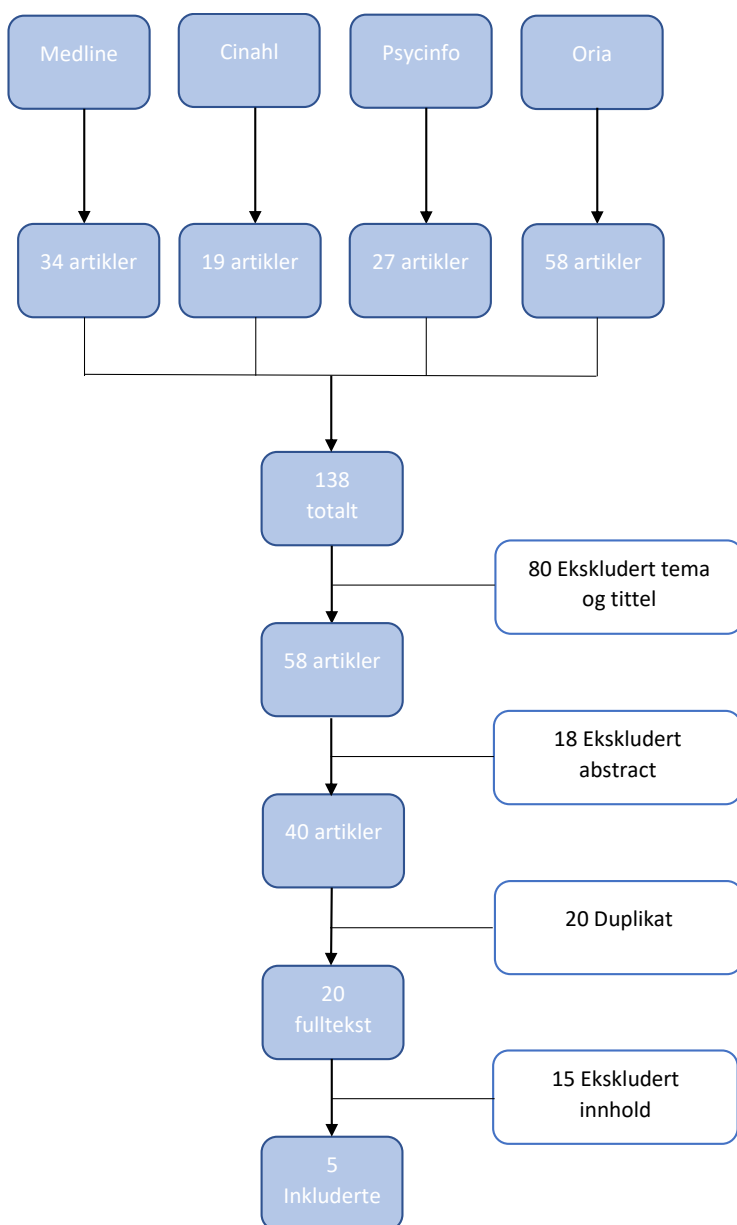 Medline
Cinahl
Psycinfo
Oria
34 artikler
19 artikler
27 artikler
58 artikler
138
totalt
80 Ekskludert tema
og tittel
58 artikler
18 Ekskludert
abstract
40 artikler
20 Duplikat
20
fulltekst
15 Ekskludert
innhold
5
Inkluderte